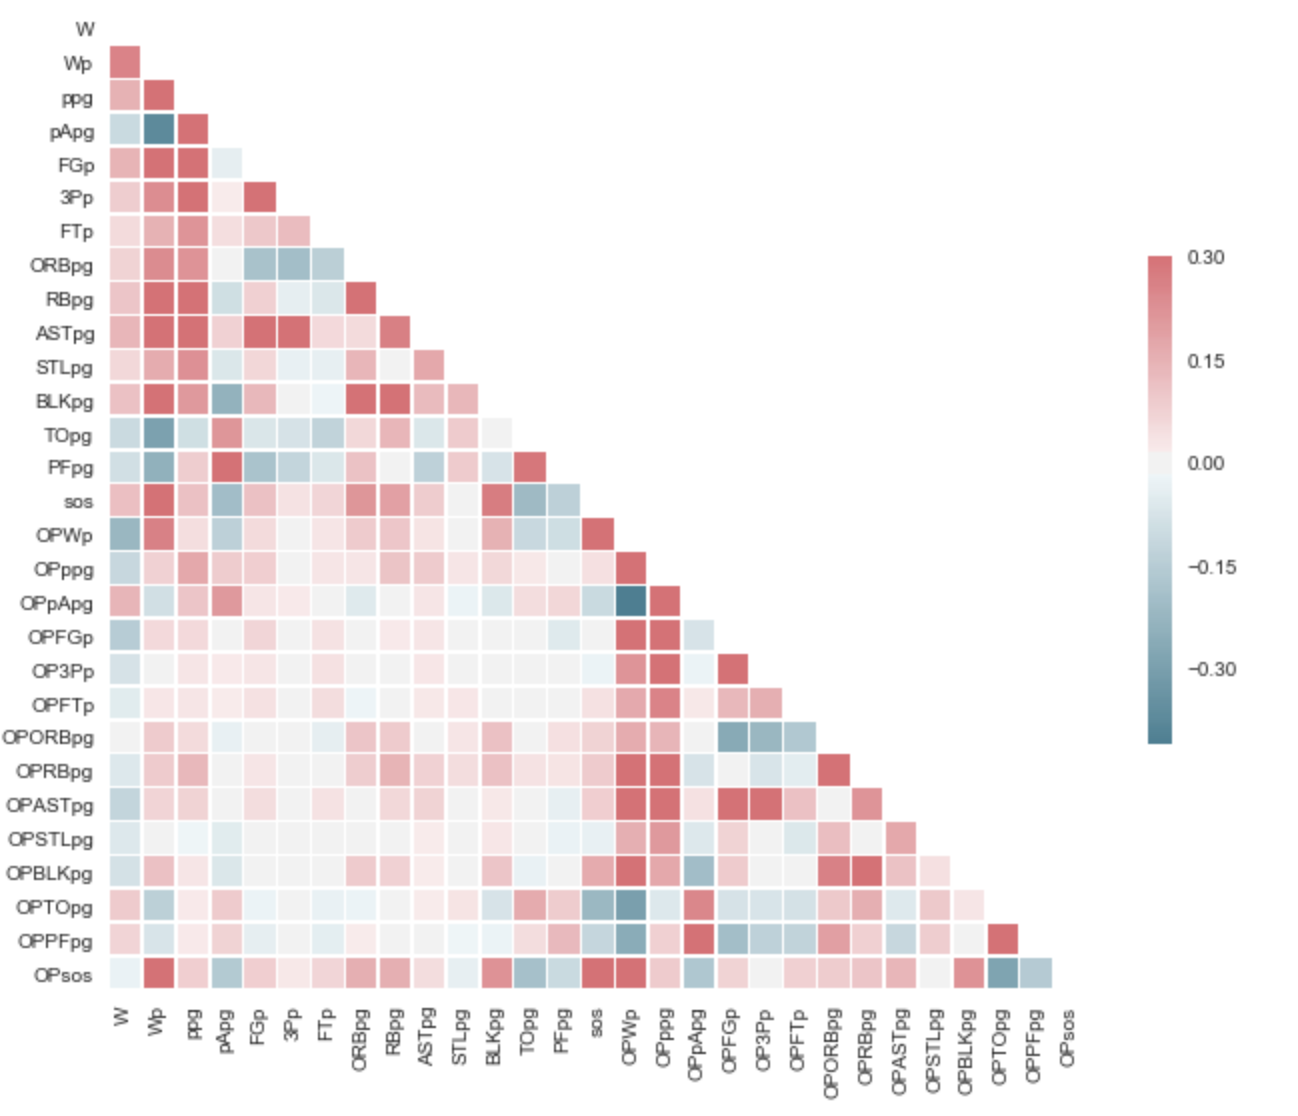 W
Wp
ppg
pApg
FGp
3Pp
FTp
ORBpg
RBpg
ASTpg
STLpg
BLKpg
TOpg
PFpg
sos
OPWp
OPppg
OPpApg
OPFGp
OP3Pp
OPFTp
OPORBpg
OPRBpg
OPASTpg
OPSTLpg
OPBLKpg
OPTOpg
OPPFpg
OPsos
W
Wp
ppg
pApg
FGp
3Pp
FTp
ORBpg
RBpg
ASTpg
STLpg
BLKpg
TOpg
PFpg
sos
OPWp
OPppg
OPpApg
OPFGp
OP3Pp
OPFTp
OPORBpg
OPRBpg
OPASTpg
OPSTLpg
OPBLKpg
OPTOpg
OPPFpg
OPsos
0.30
0.15
0.00
−0.15
−0.30